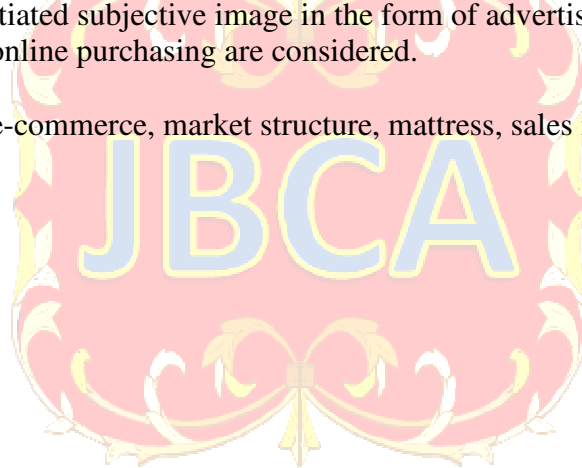 tiated subjective image in the form of advertis
online purchasing are considered.
e-commerce, market structure, mattress, sales
JBCA